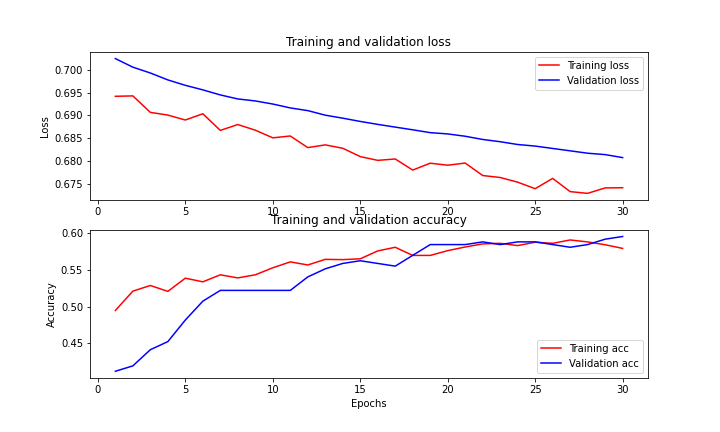 Training and validation loss
0.700
0.695
0.690
0.685
0.680
0.675
Loss
Training loss
Validation loss
0 5 10 15 20 25 30
Training and validation accuracy
0.60
0.55
0.50
0.45
Accuracy
Training acc
Validation acc
0 5 10 15 20 25 30
Epochs